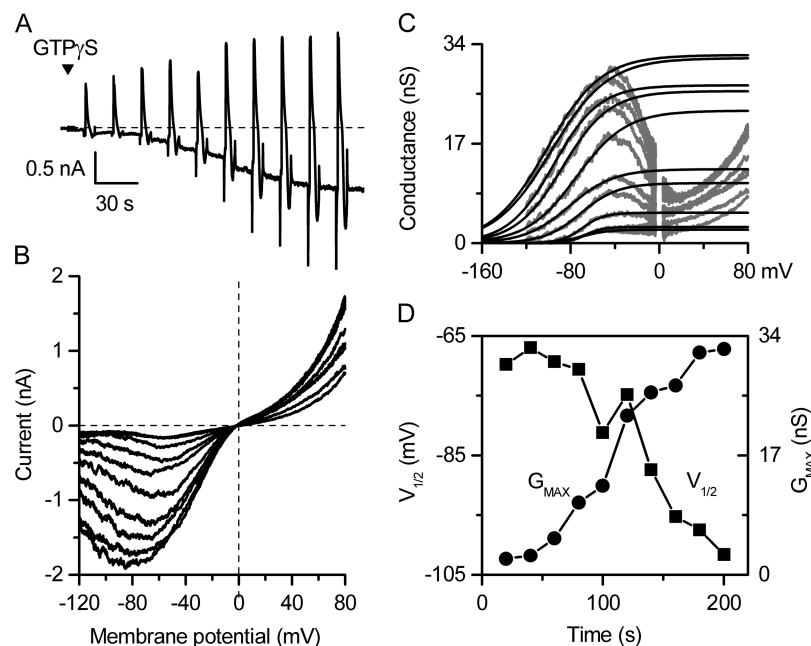 A
GTPγS
0.5 nA
30 s
B
2
1
0
-1
-2
Current (nA)
-120
-80
-40
0
40
80
Membrane potential (mV)
C
34
17
0
Conductance (nS)
-160
-80
0
80 mV
D
-65
-85
-105
V1/2 (mV)
34
17
0
GMAX (nS)
GMAX
V1/2
0
100
200
Time (s)